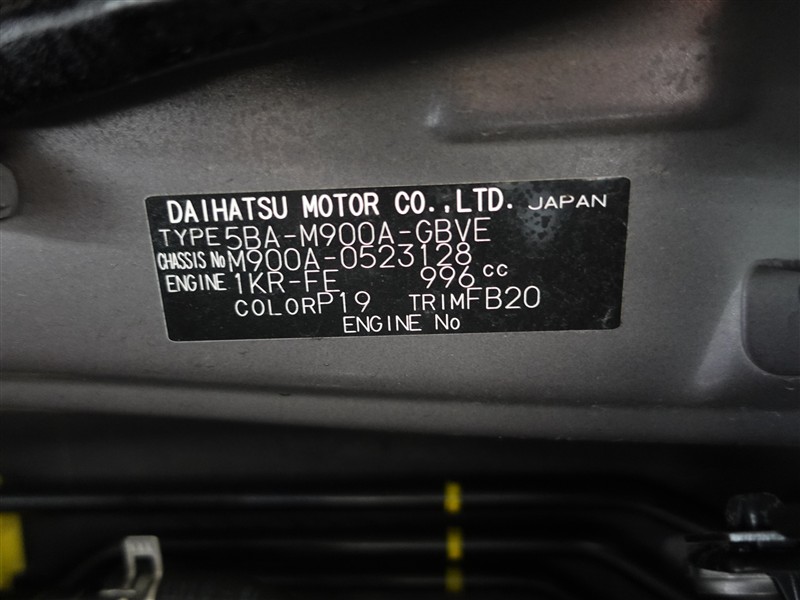 DAIHATSU MOTOR CO.,LTD. JAPAN
TYPE 5BA-M900A-GBVE
CHASSIS No M900A-0523128
ENGINE 1KR-FE 996 cc
COLOR P19 TRIM FB20
ENGINE No